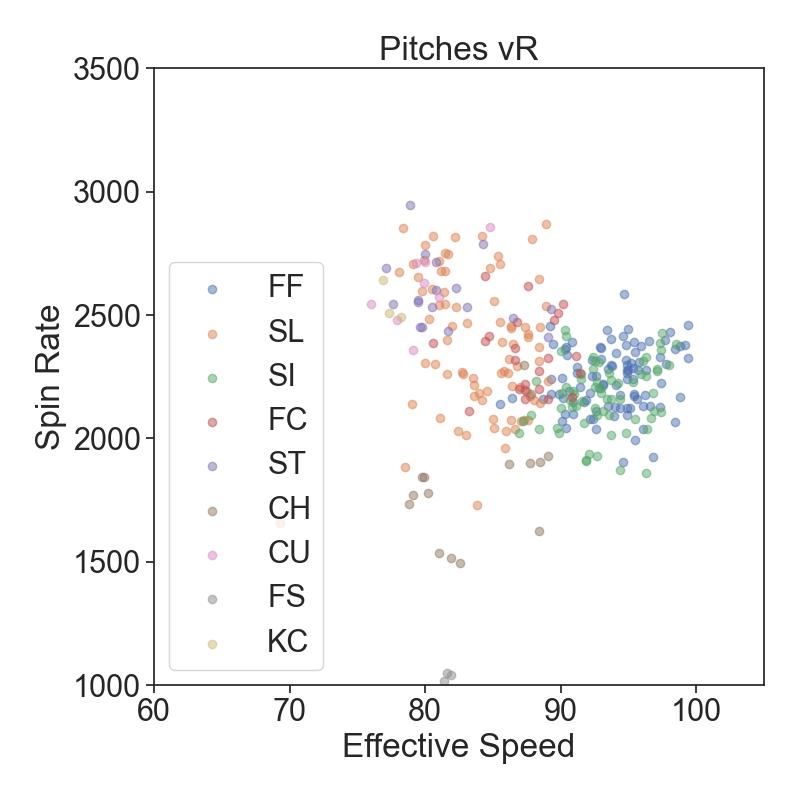 Pitches vR
3500
3000
2500
2000
1500
1000
Spin Rate
FF
SL
SI
FC
ST
CH
CU
FS
KC
60 70 80 90 100
Effective Speed